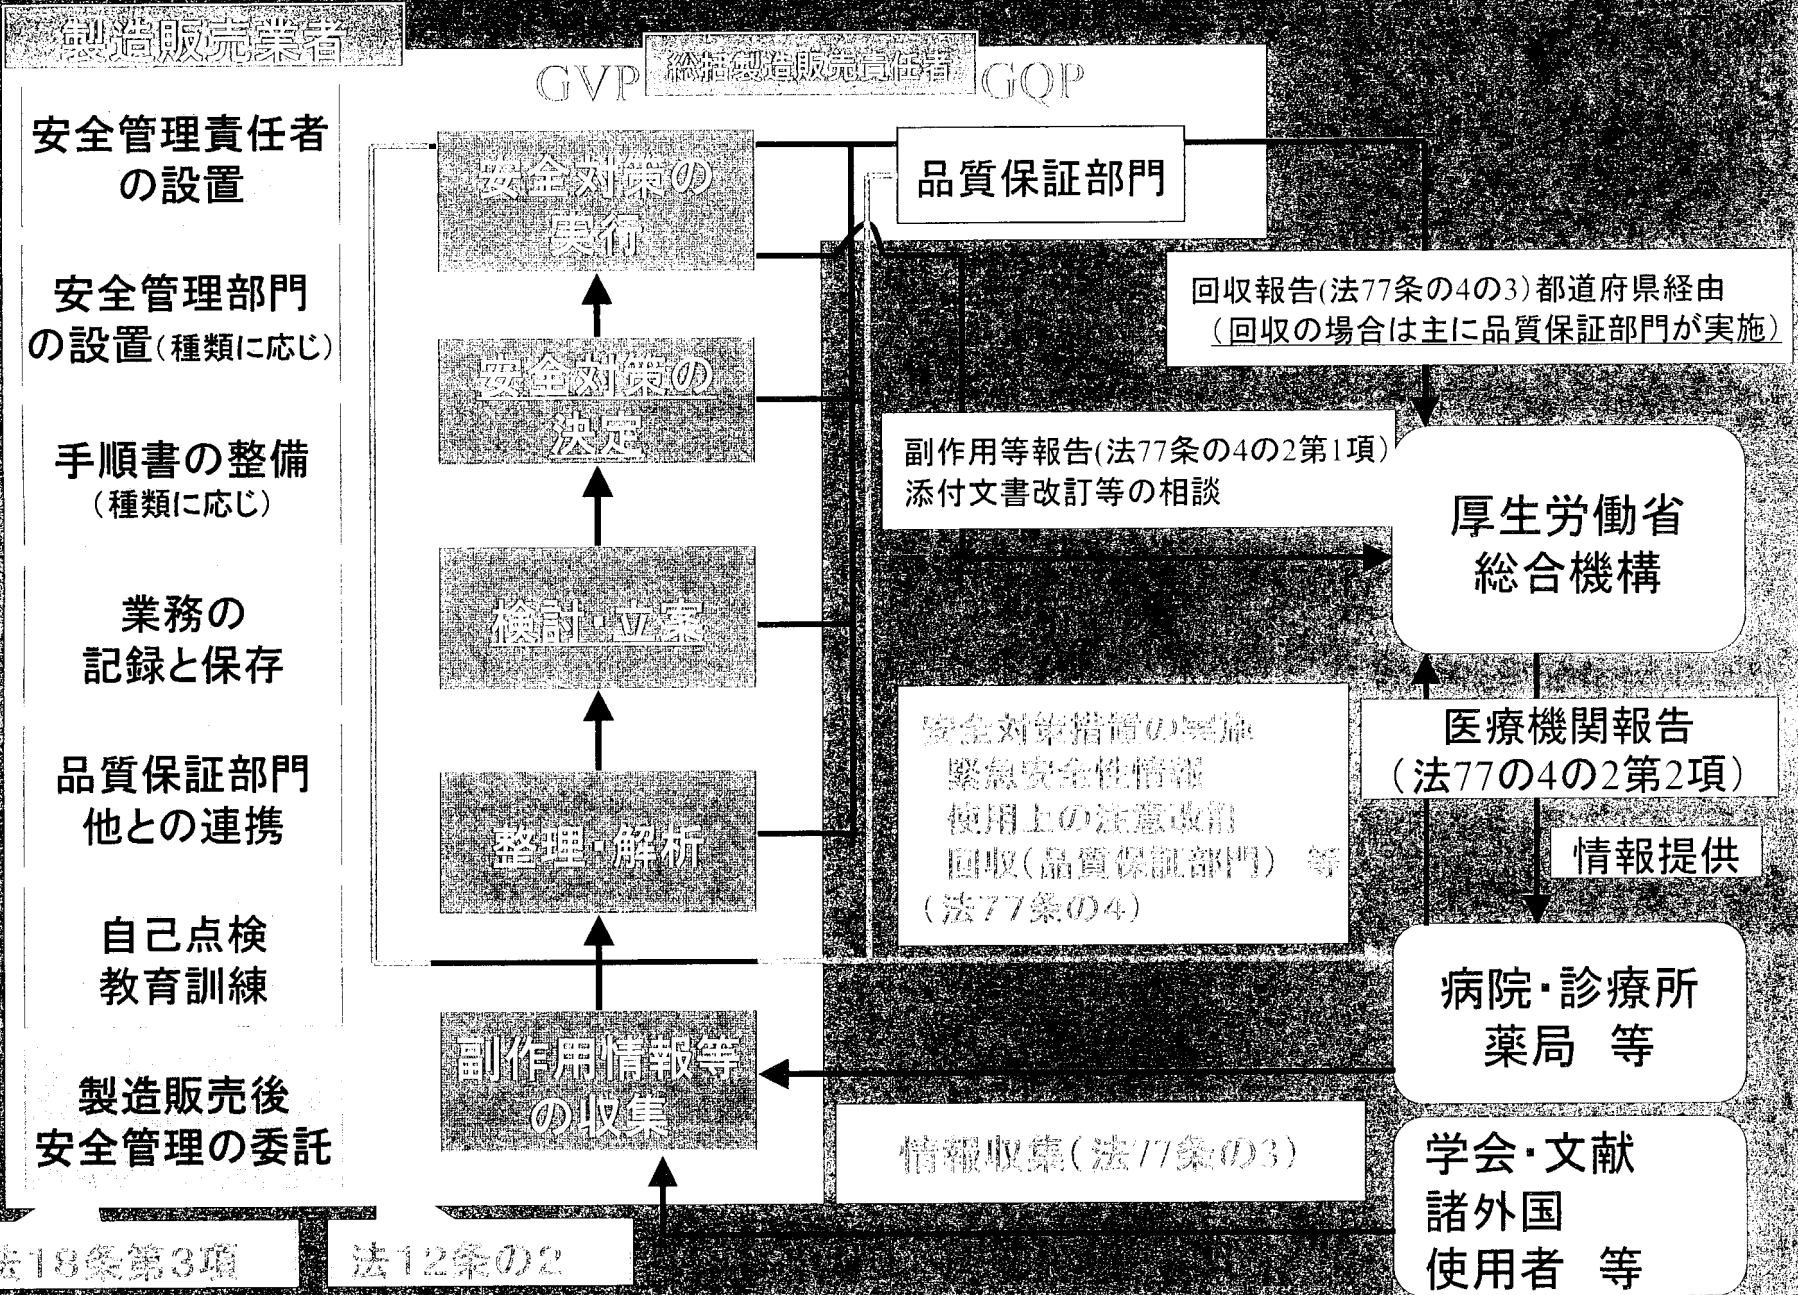 製造販売業者
GVP
総括製造販売責任者
GQP
安全管理責任者
の設置
安全管理部門
の設置(種類に応じ)
手順書の整備
(種類に応じ)
業務の
記録と保存
品質保証部門
他との連携
自己点検
教育訓練
製造販売後
安全管理の委託
安全対策の
実行
安全対策の
決定
検討・立案
整理・解析
副作用情報等
の収集
品質保証部門
回収報告(法77条の4の3)都道府県経由
(回収の場合は主に品質保証部門が実施)
副作用等報告(法77条の4の2第1項)
添付文書改訂等の相談
厚生労働省
総合機構
安全対策措置の実施
緊急安全性情報
使用上の注意改訂
回収(品質保証部門) 等
(法77条の4)
医療機関報告
(法77の4の2第2項)
情報提供
病院・診療所
薬局 等
情報収集(法77条の3)
学会・文献
諸外国
使用者 等
法18条第3項
法12条の2